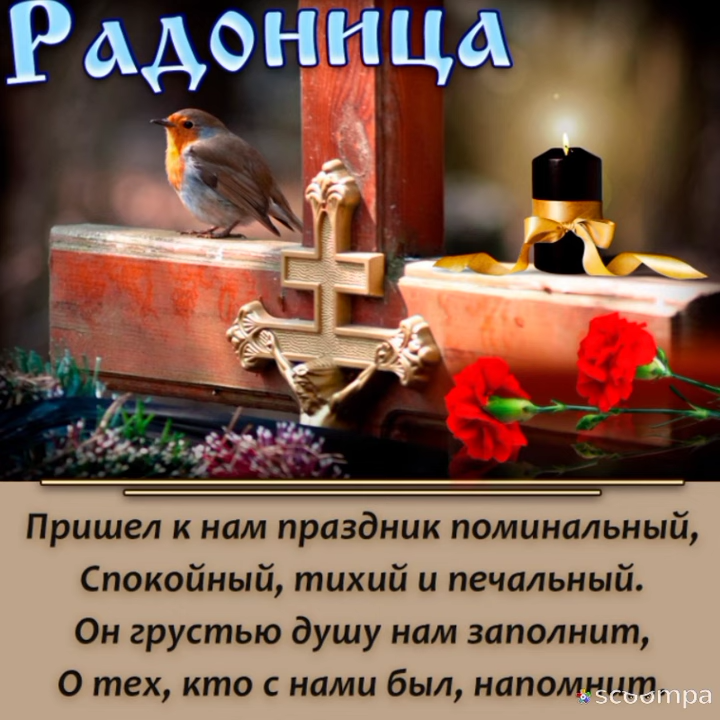 Радоница
Пришел к нам праздник поминальный,
Спокойный, тихий и печальный.
Он грустью душу нам заполнит,
О тех, кто с нами был, напомнит.
scoompa